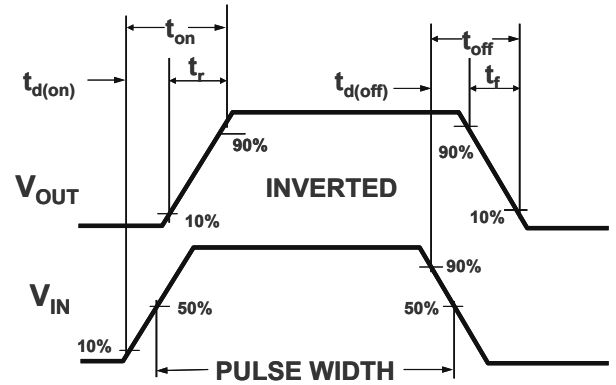 t_on t_off
t_r t_f
t_d(on) t_d(off)
90% 90%
V_OUT INVERTED
10% 10%
90%
V_IN 50% 50%
10%
PULSE WIDTH